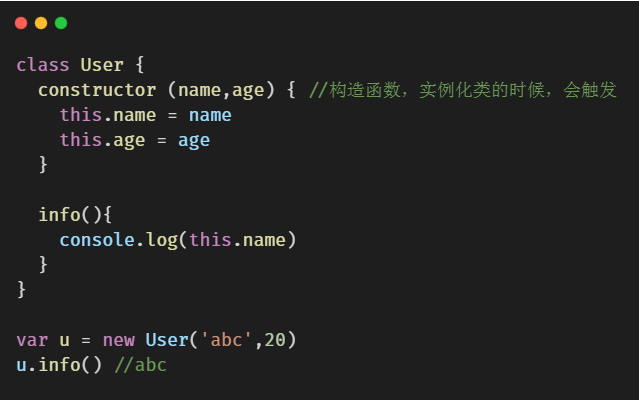 class User {
  constructor (name,age) { //构造函数，实例化类的时候，会触发
    this.name = name
    this.age = age
  }

  info(){
    console.log(this.name)
  }
}

var u = new User('abc',20)
u.info() //abc